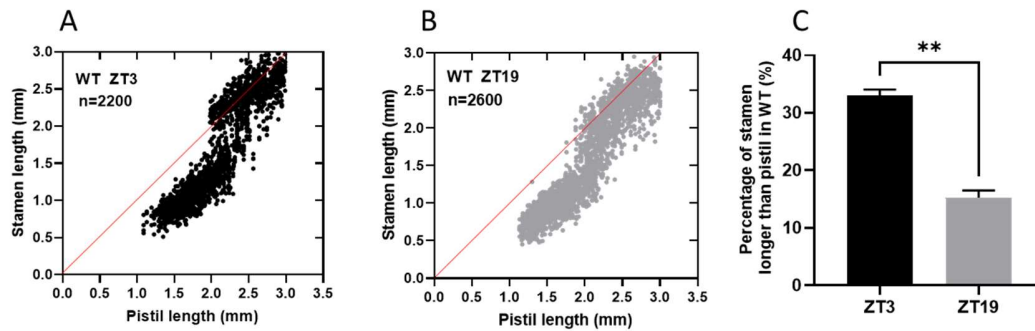 A
WT ZT3
n=2200
Stamen length (mm)
3.0
2.5
2.0
1.5
1.0
0.5
0.0
0.0 0.5 1.0 1.5 2.0 2.5 3.0 3.5
Pistil length (mm)
B
WT ZT19
n=2600
Stamen length (mm)
3.0
2.5
2.0
1.5
1.0
0.5
0.0
0.0 0.5 1.0 1.5 2.0 2.5 3.0 3.5
Pistil length (mm)
C
**
Percentage of stamen
longer than pistil in WT (%)
40
30
20
10
0
ZT3 ZT19